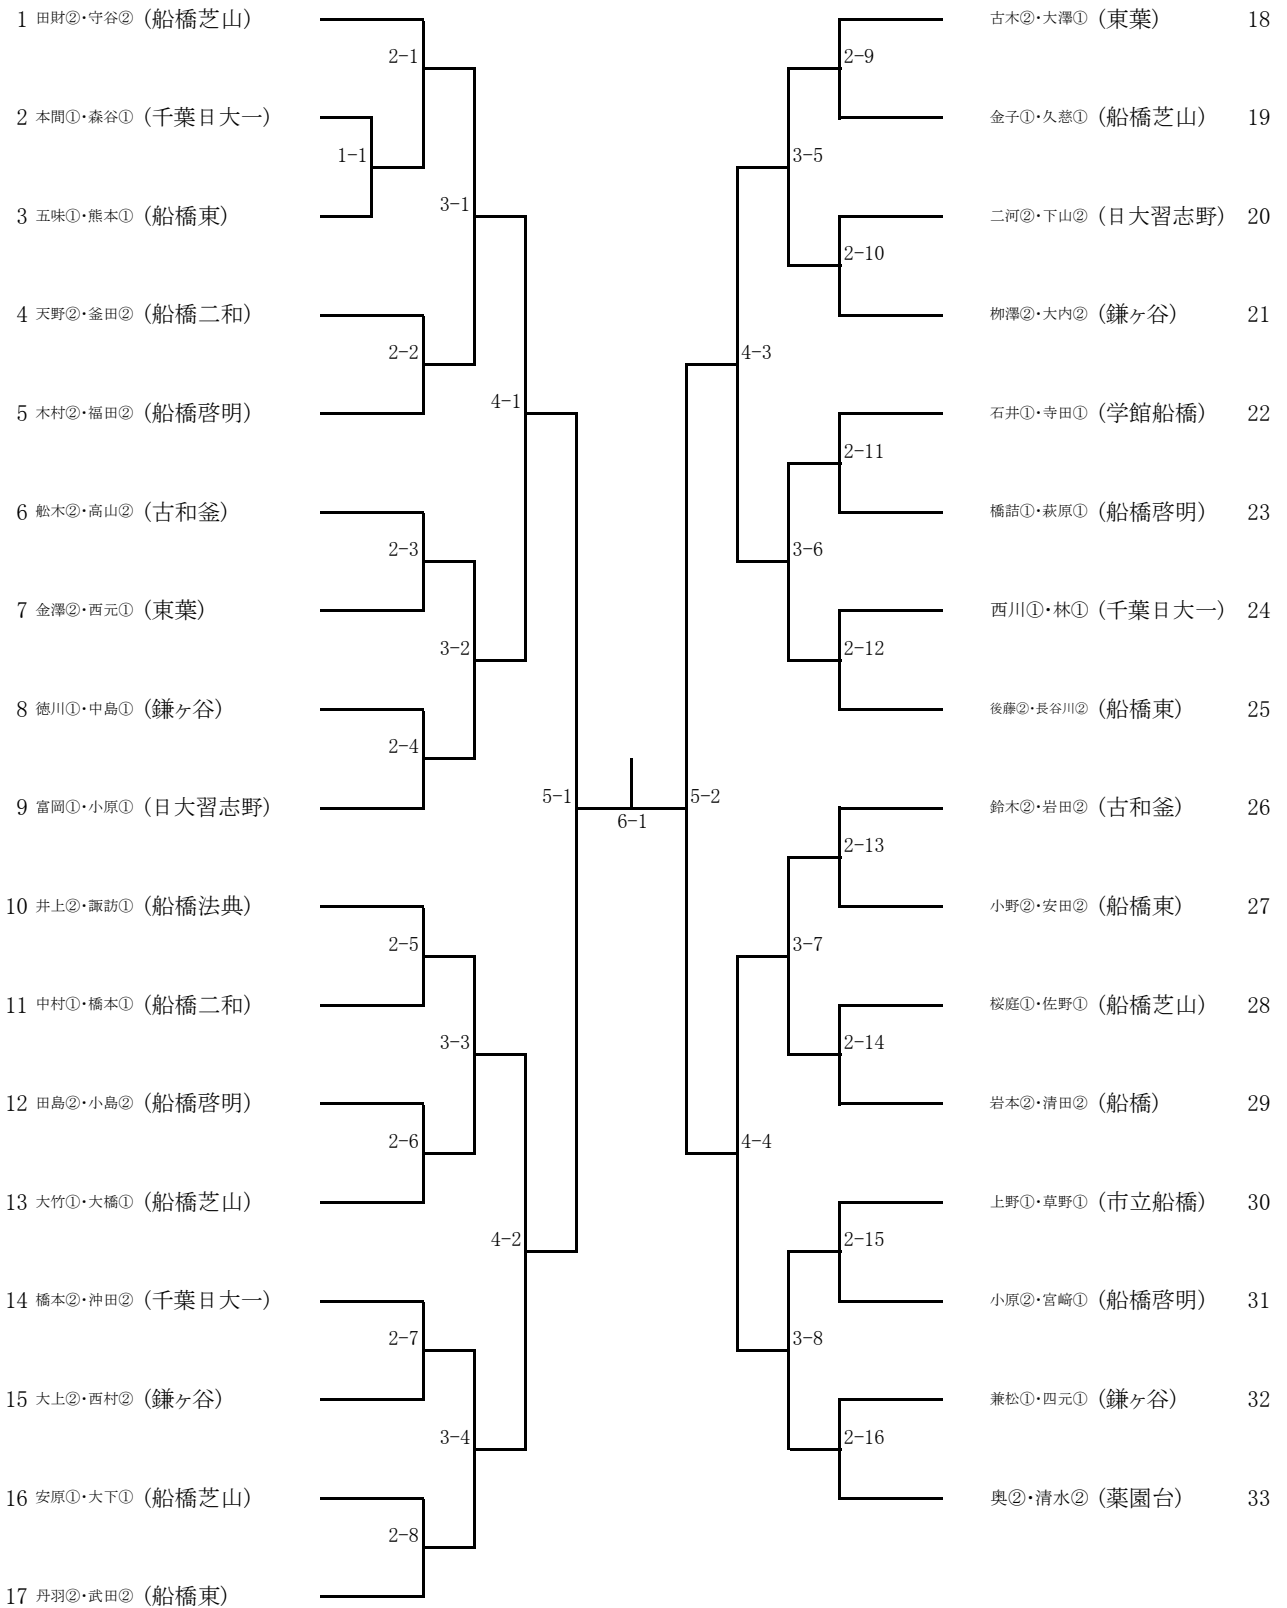 1 田財②・守谷② (船橋芝山)
2-1
2 本間①・森谷① (千葉日大一)
1-1
3 五味①・熊本① (船橋東)
3-1
4 天野②・釜田② (船橋二和)
2-2
5 木村②・福田② (船橋啓明)
4-1
6 舩木②・高山② (古和釜)
2-3
7 金澤②・西元① (東葉)
3-2
8 徳川①・中島① (鎌ヶ谷)
2-4
9 富岡①・小原① (日大習志野)
5-1
10 井上②・諏訪① (船橋法典)
2-5
11 中村①・橋本① (船橋二和)
3-3
12 田島②・小島② (船橋啓明)
2-6
13 大竹①・大橋① (船橋芝山)
4-2
14 橋本②・沖田② (千葉日大一)
2-7
15 大上②・西村② (鎌ヶ谷)
3-4
16 安原①・大下① (船橋芝山)
2-8
17 丹羽②・武田② (船橋東)
6-1
古木②・大澤① (東葉) 18
2-9
金子①・久慈① (船橋芝山) 19
3-5
二河②・下山② (日大習志野) 20
2-10
栁澤②・大内② (鎌ヶ谷) 21
4-3
石井①・寺田① (学館船橋) 22
2-11
橋詰①・萩原① (船橋啓明) 23
3-6
西川①・林① (千葉日大一) 24
2-12
後藤②・長谷川② (船橋東) 25
5-2
鈴木②・岩田② (古和釜) 26
2-13
小野②・安田② (船橋東) 27
3-7
桜庭①・佐野① (船橋芝山) 28
2-14
岩本②・清田② (船橋) 29
4-4
上野①・草野① (市立船橋) 30
2-15
小原②・宮﨑① (船橋啓明) 31
3-8
兼松①・四元① (鎌ヶ谷) 32
2-16
奥②・清水② (薬園台) 33